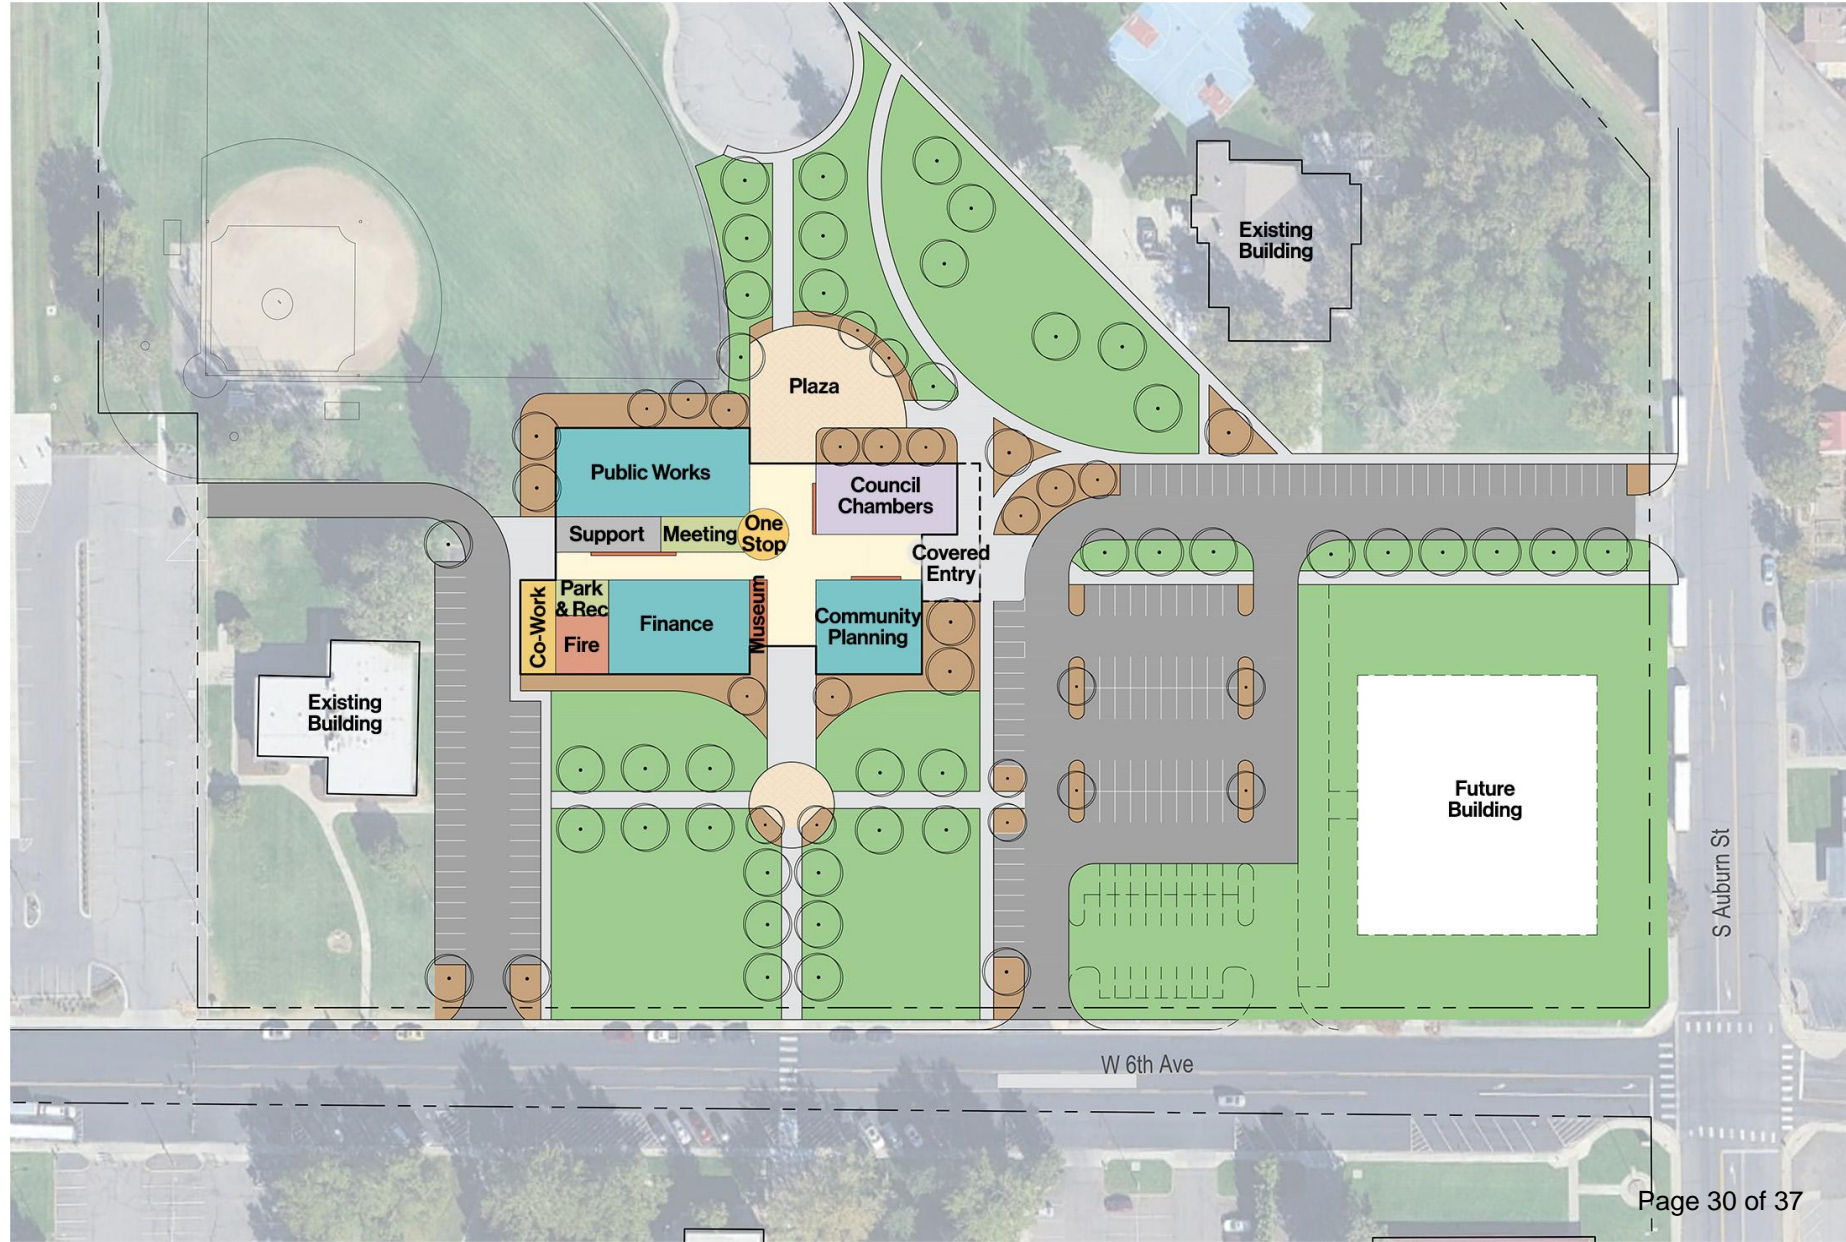 Existing
Building
Plaza
Public Works
Council
Chambers
Support
Meeting
One
Stop
Covered
Entry
Co-Work
Park
& Rec
Fire
Finance
Museum
Community
Planning
Existing
Building
Future
Building
S Auburn St
W 6th Ave
Page 30 of 37